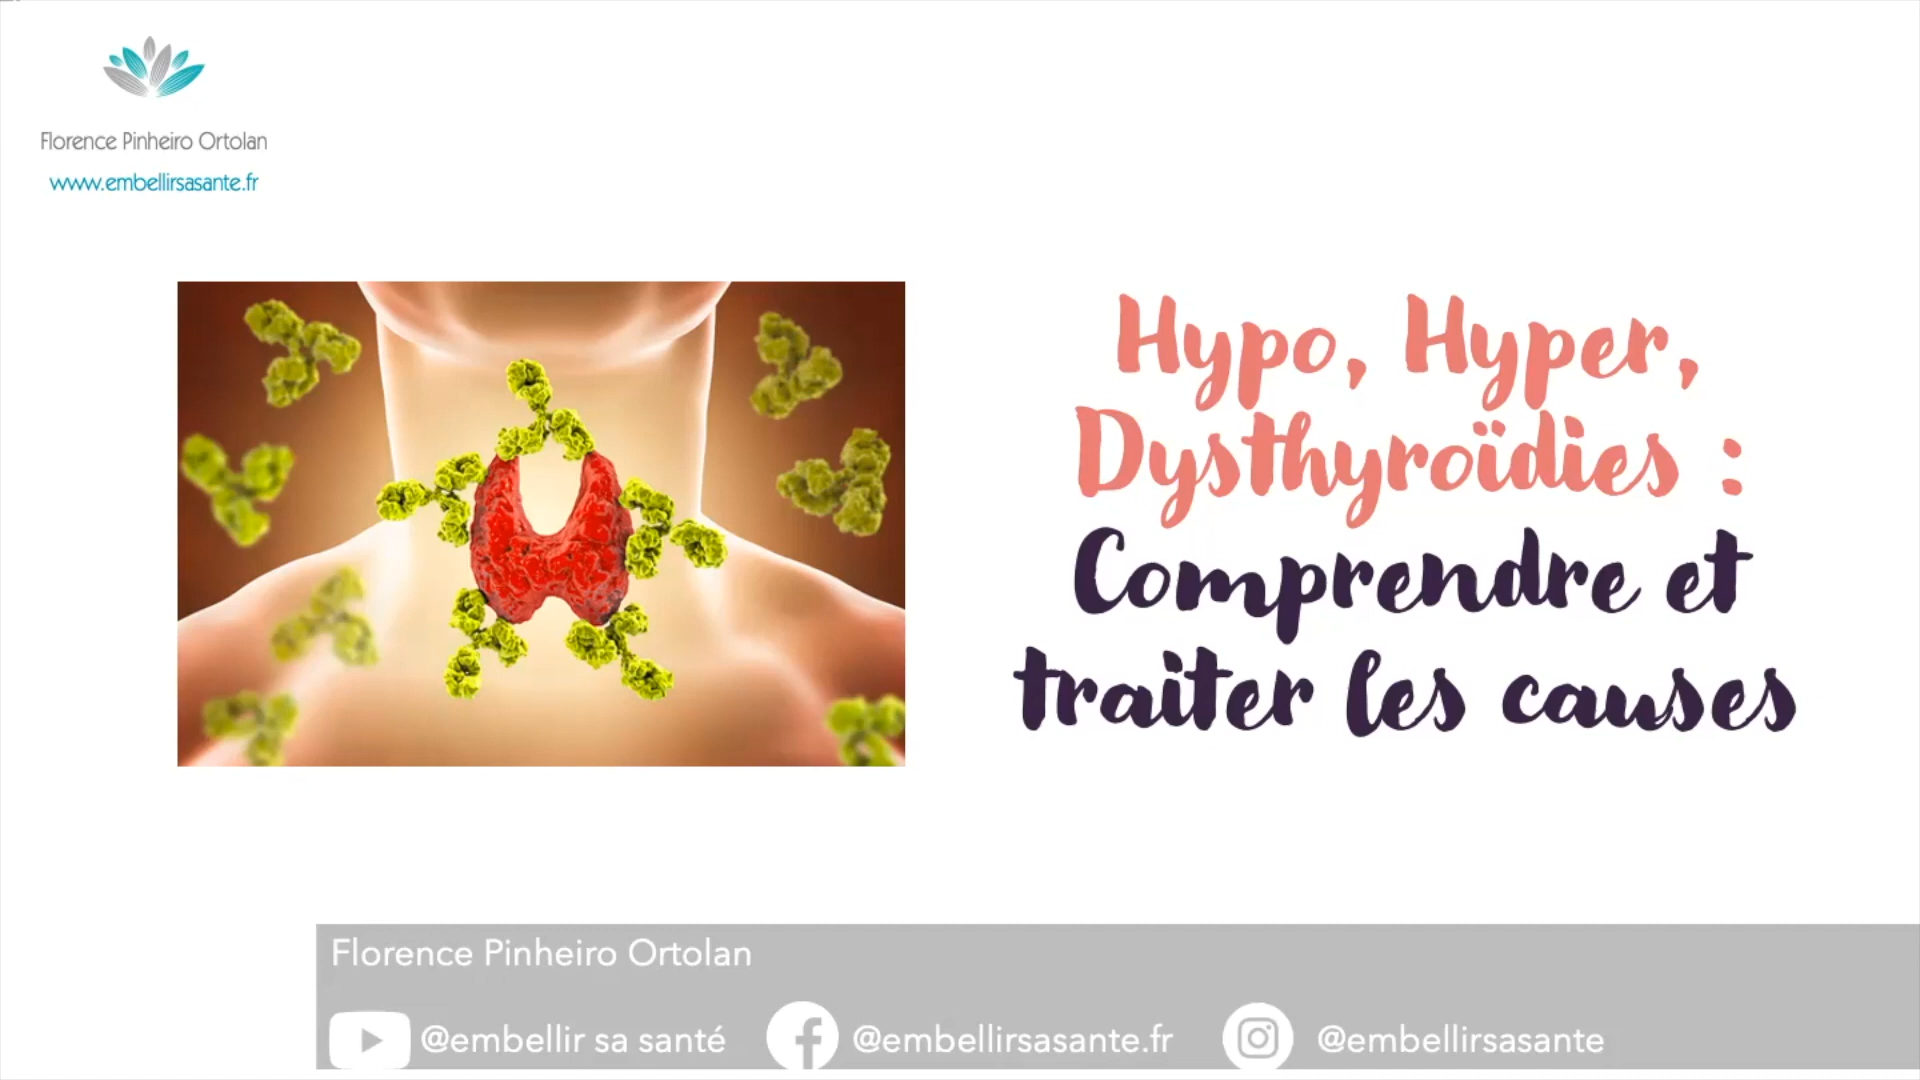 Florence Pinheiro Ortolan
www.embellirsasante.fr
Hypo, Hyper,
Dysthyroïdies :
Comprendre et
traiter les causes
Florence Pinheiro Ortolan
@embellir sa santé @embellirsasante.fr @embellirsasante